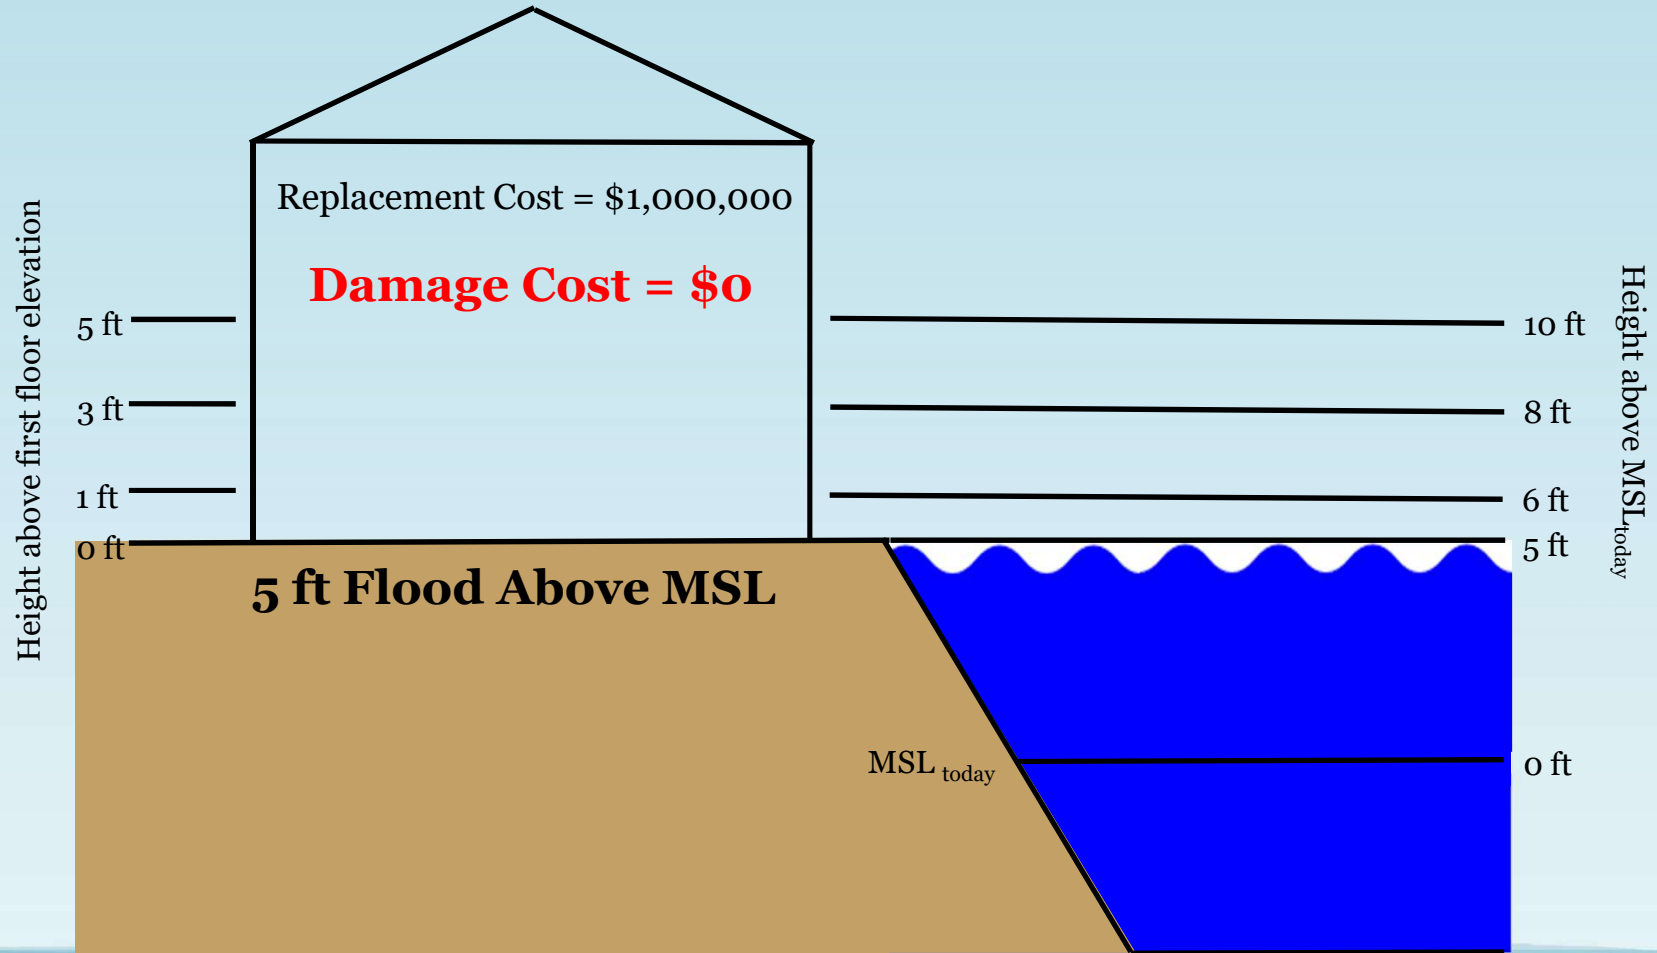 Replacement Cost = $1,000,000
Damage Cost = $0
Height above first floor elevation
5 ft
3 ft
1 ft
0 ft
10 ft
8 ft
6 ft
5 ft
0 ft
Height above MSL today
5 ft Flood Above MSL
MSL today